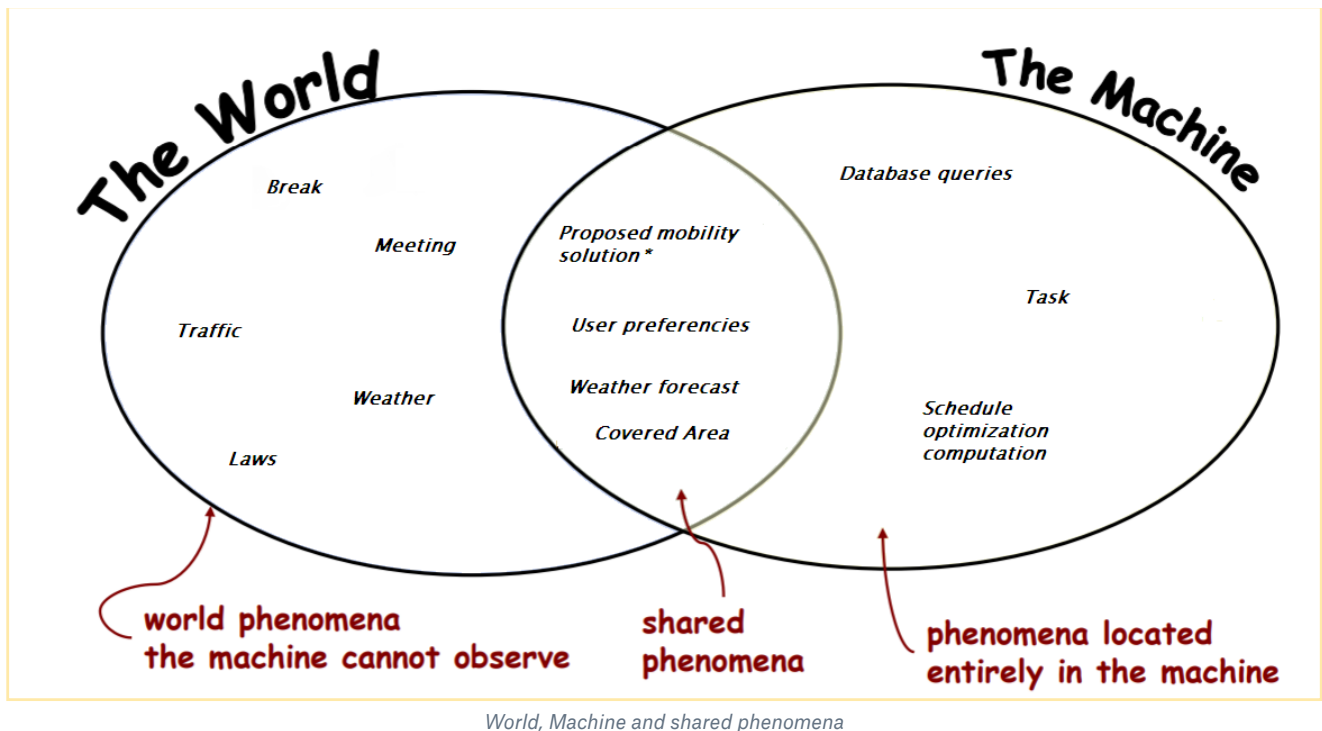 The World
The Machine
Break
Meeting
Traffic
Weather
Laws
Proposed mobility
solution *
User preferencies
Weather forecast
Covered Area
Database queries
Task
Schedule
optimization
computation
world phenomena
the machine cannot observe
shared
phenomena
phenomena located
entirely in the machine
World, Machine and shared phenomena